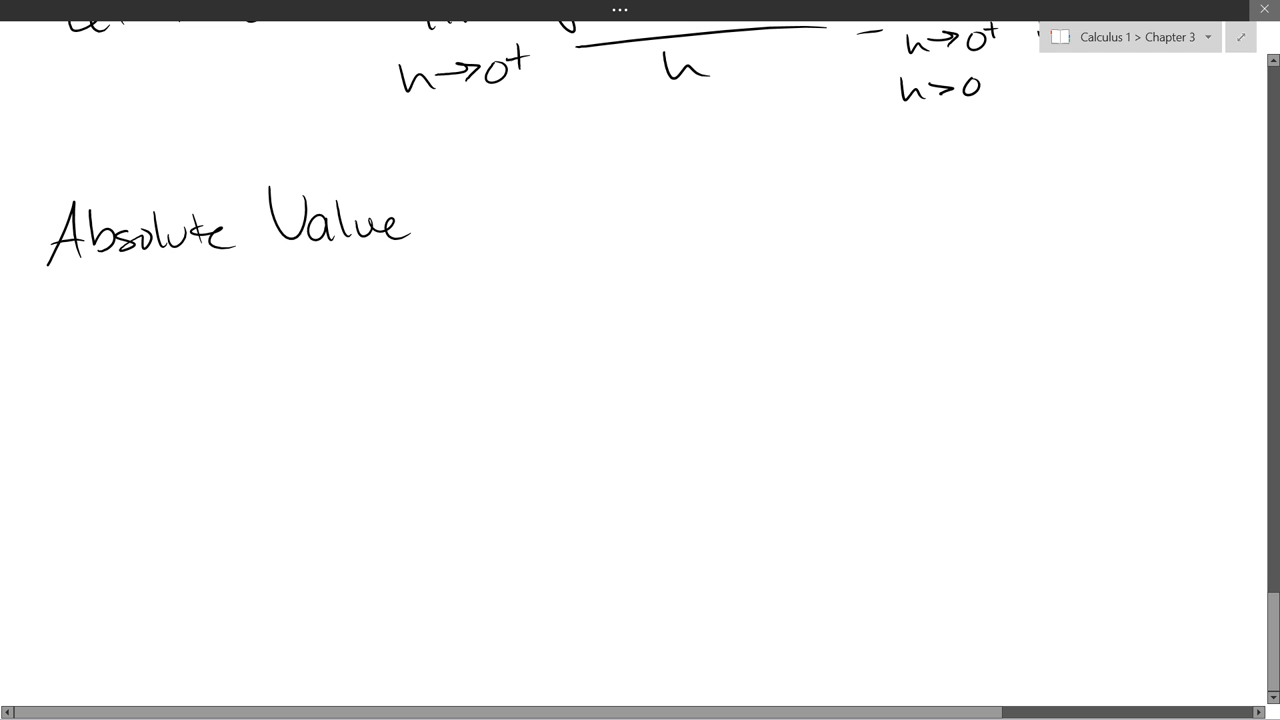 ...
Calculus 1 > Chapter 3
h→0⁺
h
h→0⁺
h>0
Absolute Value